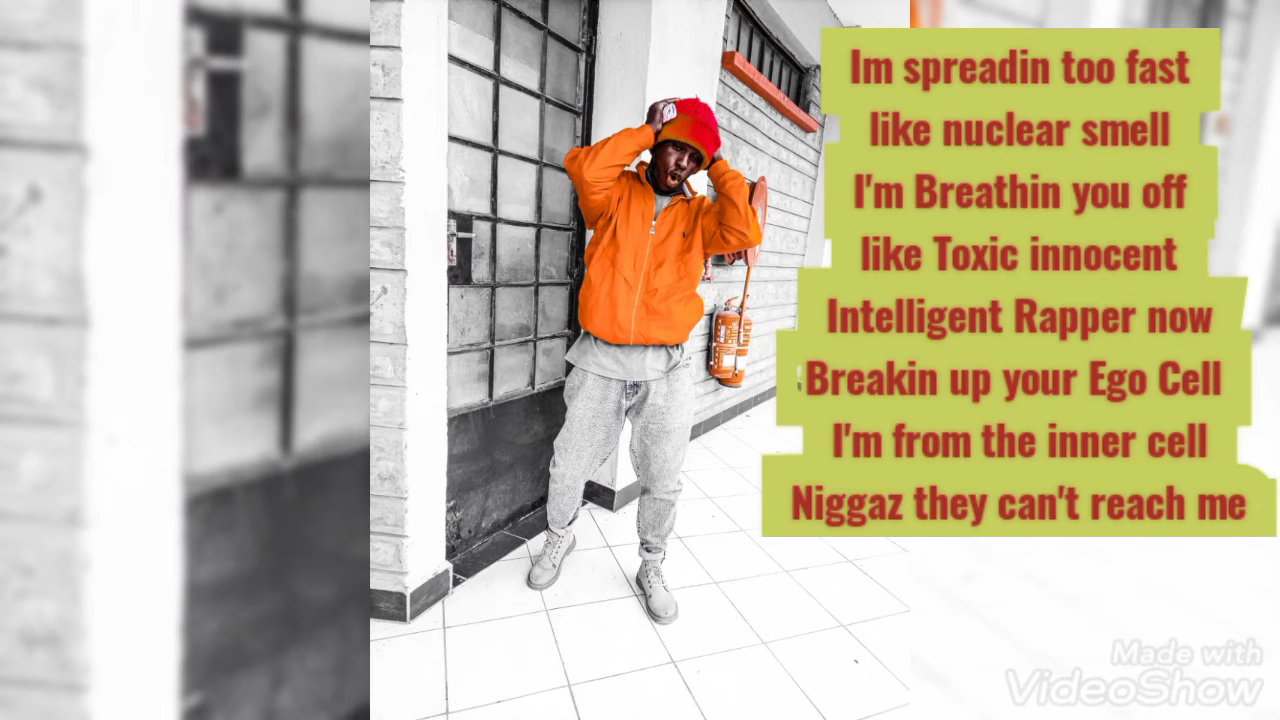 Im spreadin too fast
like nuclear smell
I'm Breathin you off
like Toxic innocent
Intelligent Rapper now
Breakin up your Ego Cell
I'm from the inner cell
Niggaz they can't reach me
Made with
VideoShow